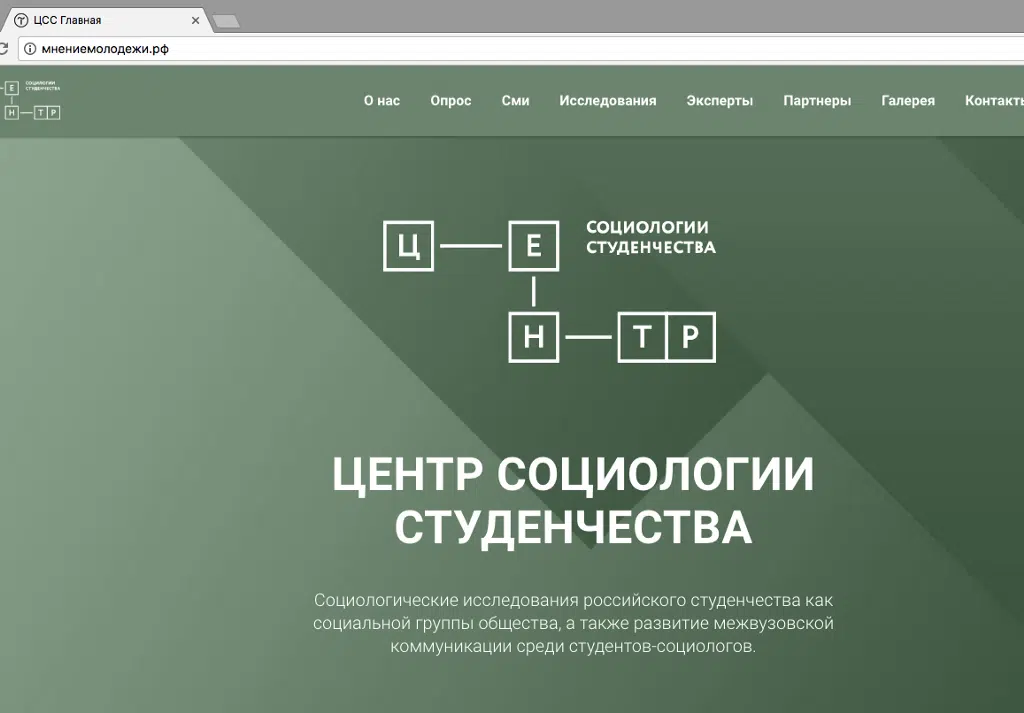 ЦСС Главная
мнениемолодежи.рф
Е СОЦИОЛОГИИ
СТУДЕНЧЕСТВА
Н Т Р
О нас Опрос Сми Исследования Эксперты Партнеры Галерея Контакты
Ц Е СОЦИОЛОГИИ
СТУДЕНЧЕСТВА
Н Т Р
ЦЕНТР СОЦИОЛОГИИ
СТУДЕНЧЕСТВА
Социологические исследования российского студенчества как
социальной группы общества, а также развитие межвузовской
коммуникации среди студентов-социологов.